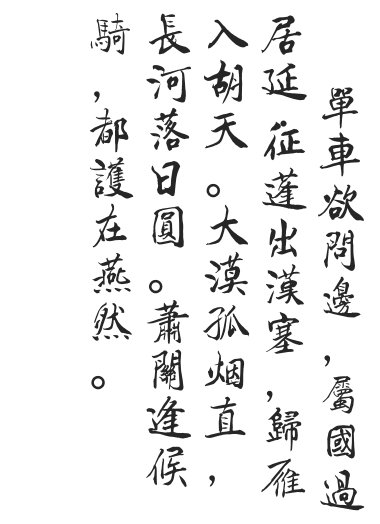 單車欲問邊，屬國過
居延征蓬出漢塞，歸雁
入胡天。大漠孤烟直，
長河落日圓。蕭關逢候
騎，都護在燕然。